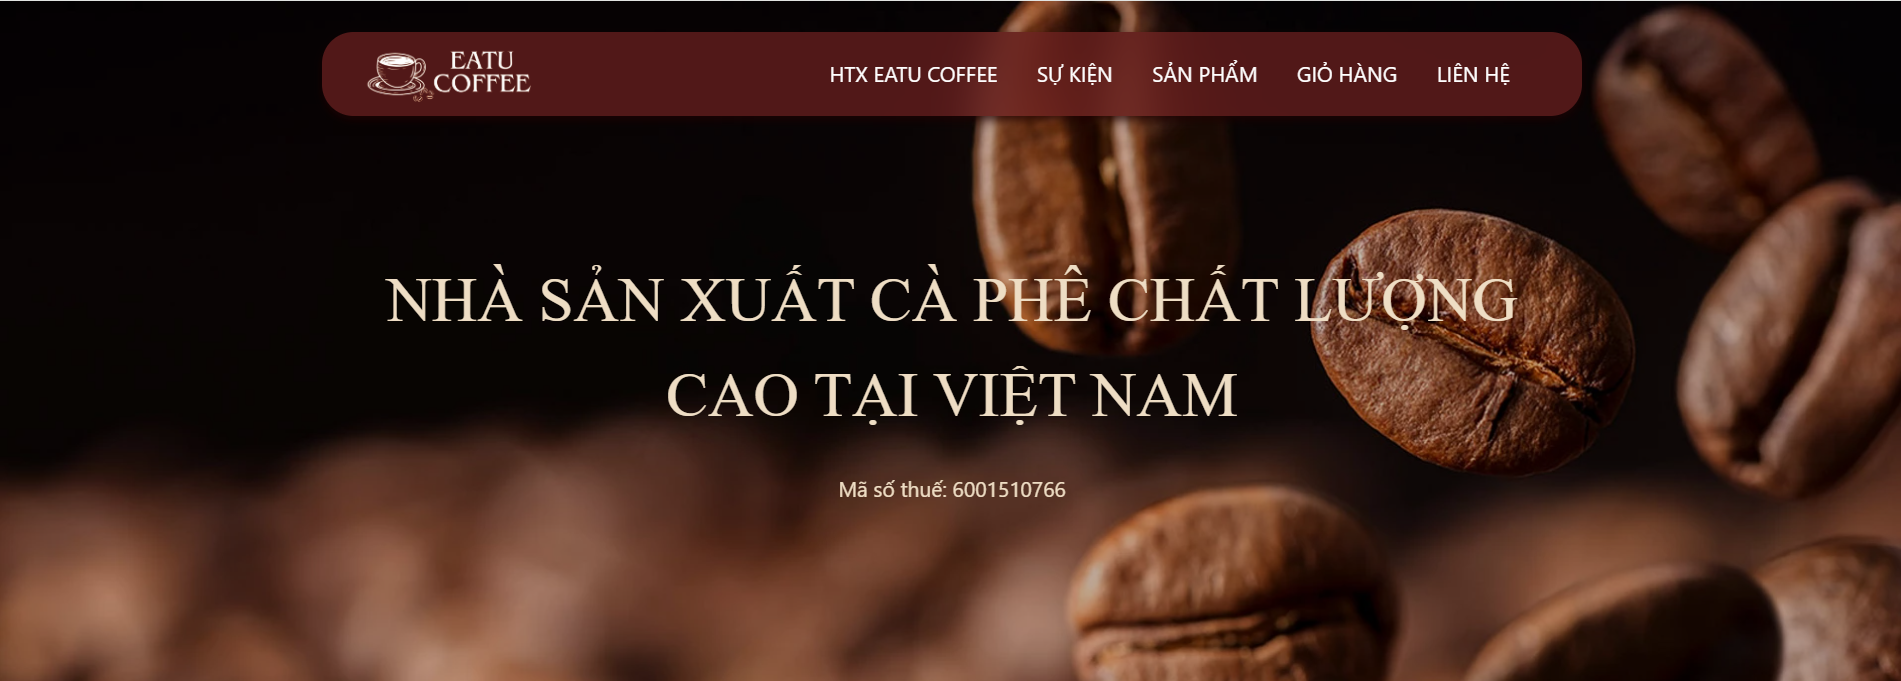 EATU
COFFEE
HTX EATU COFFEE SỰ KIỆN SẢN PHẨM GIỎ HÀNG LIÊN HỆ
NHÀ SẢN XUẤT CÀ PHÊ CHẤT LƯỢNG
CAO TẠI VIỆT NAM
Mã số thuế: 6001510766